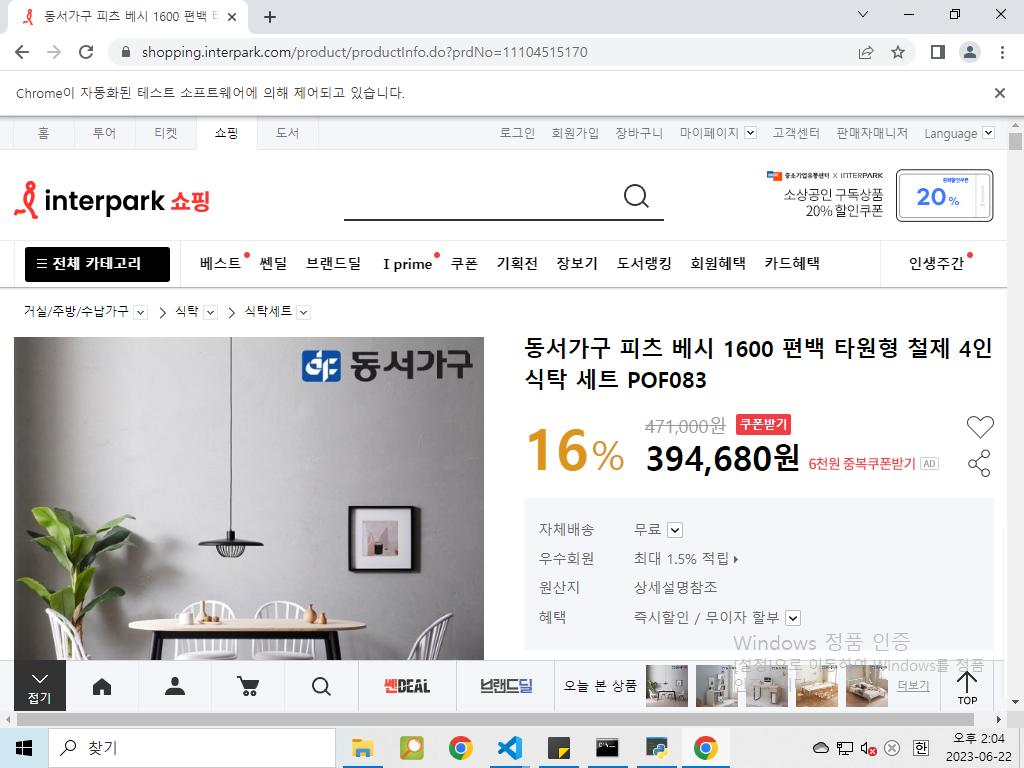 동서가구 피츠 베시 1600 편백 타
shopping.interpark.com/product/productInfo.do?prdNo=11104515170
Chrome이 자동화된 테스트 소프트웨어에 의해 제어되고 있습니다.
홈 투어 티켓 쇼핑 도서 로그인 회원가입 장바구니 마이페이지 고객센터 판매자매니저 Language
interpark 쇼핑
중소기업유통센터 X INTERPARK
소상공인 구독상품
20% 할인쿠폰
20%
전체 카테고리 베스트 쎈딜 브랜드딜 I prime 쿠폰 기획전 장보기 도서랭킹 회원혜택 카드혜택 인생주간
거실/주방/수납가구 식탁 식탁세트
동서가구
동서가구 피츠 베시 1600 편백 타원형 철제 4인
식탁 세트 POF083
16%
471,000원 쿠폰받기
394,680원 6천원 중복쿠폰받기 AD
자체배송 무료
우수회원 최대 1.5% 적립
원산지 상세설명참조
혜택 즉시할인 / 무이자 할부
Windows 정품 인증
[설정]으로 이동하여 Windows를 정품
접기
쎈DEAL
브랜드딜
오늘 본 상품
더보기
TOP
찾기
한
오후 2:04
2023-06-22